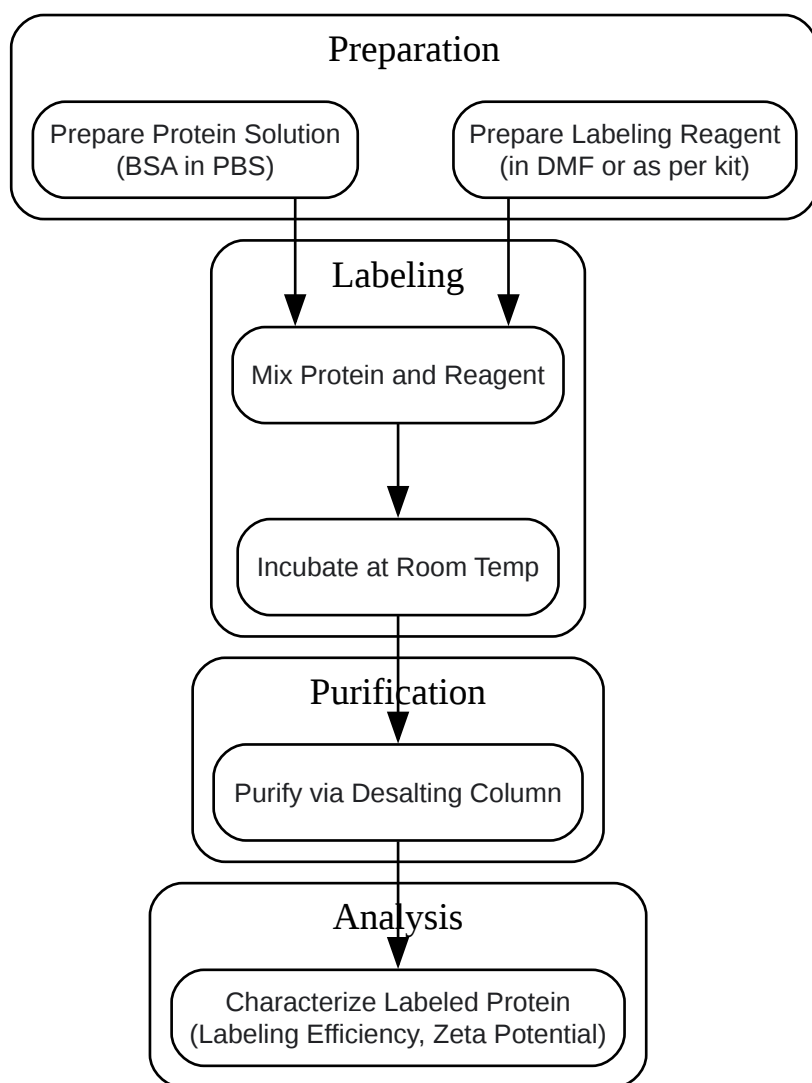 Preparation
Prepare Protein Solution
(BSA in PBS)
Prepare Labeling Reagent
(in DMF or as per kit)
Labeling
Mix Protein and Reagent
Incubate at Room Temp
Purification
Purify via Desalting Column
Analysis
Characterize Labeled Protein
(Labeling Efficiency, Zeta Potential)